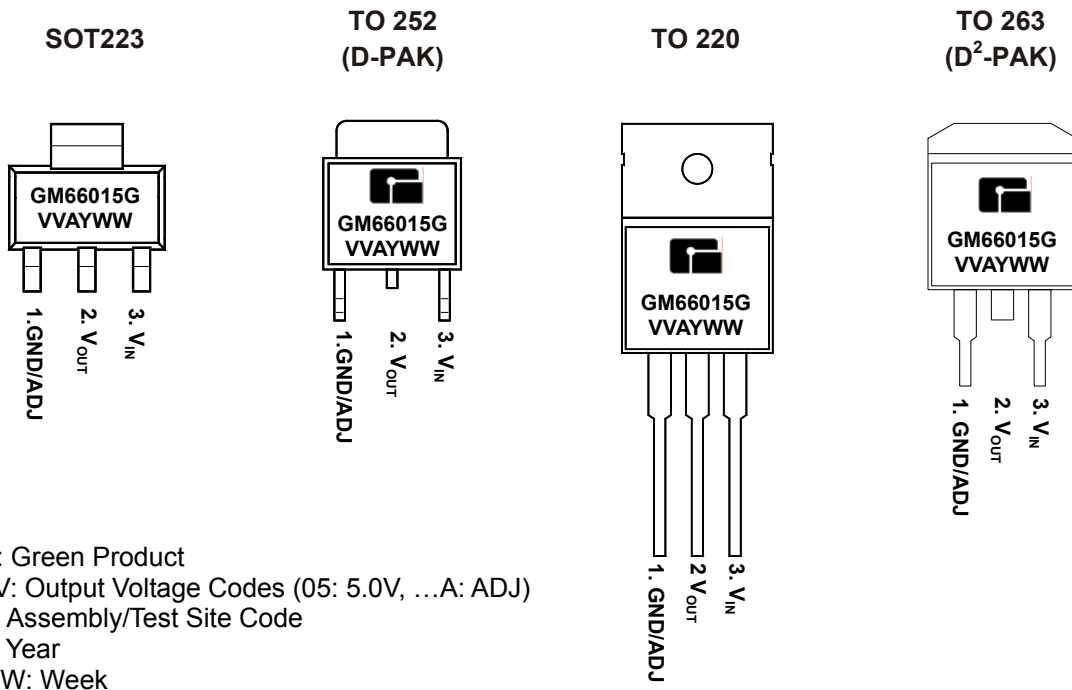 SOT223
TO 252
(D-PAK)
TO 220
TO 263
(D²-PAK)
GM66015G
VVAYWW
1.GND/ADJ
2. VOUT
3. VIN
GM66015G
VVAYWW
1.GND/ADJ
2. VOUT
3. VIN
GM66015G
VVAYWW
1. GND/ADJ
2 VOUT
3. VIN
GM66015G
VVAYWW
1. GND/ADJ
2. VOUT
3. VIN
: Green Product
V: Output Voltage Codes (05: 5.0V, …A: ADJ)
Assembly/Test Site Code
Year
W: Week